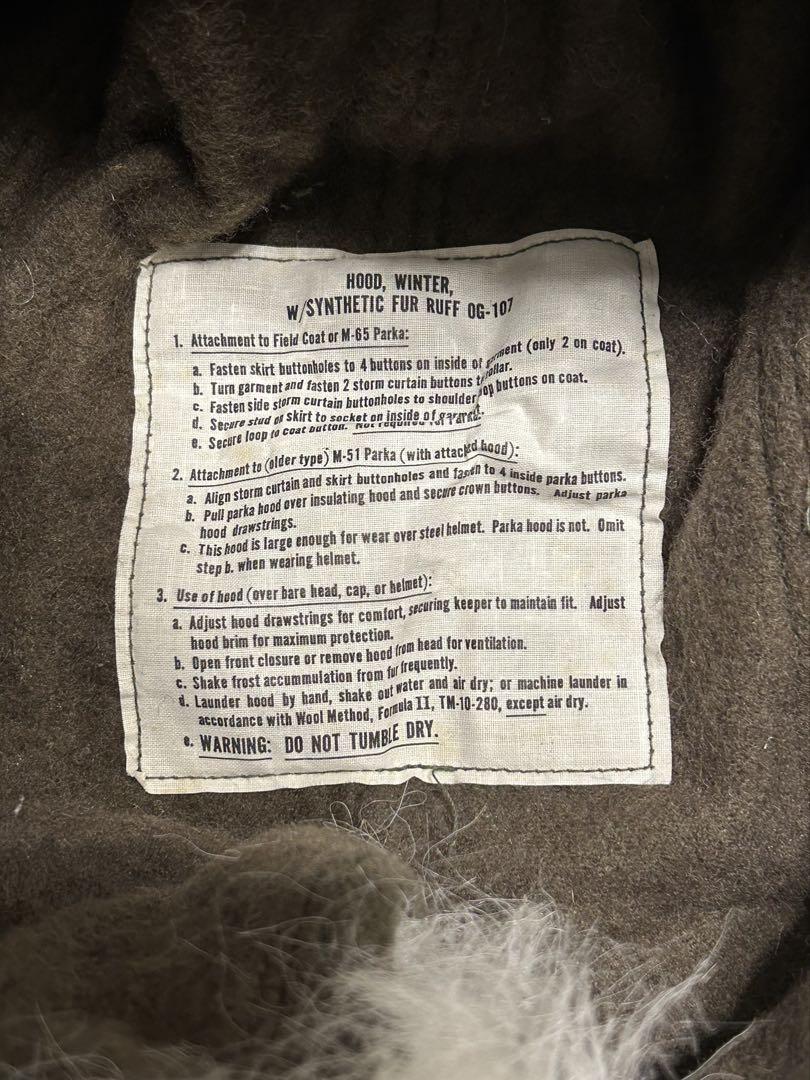 HOOD, WINTER,
W/SYNTHETIC FUR RUFF OG-107
1. Attachment to Field Coat or M-65 Parka:
a. Fasten skirt buttonholes to 4 buttons on inside of garment (only 2 on coat).
b. Turn garment and fasten 2 storm curtain buttons to collar.
c. Fasten side storm curtain buttonholes to shoulder loop buttons on coat.
d. Secure stud of skirt to socket on inside of garment.
e. Secure loop to coat button. Not required for parka.
2. Attachment to (older type) M-51 Parka (with attached hood):
a. Align storm curtain and skirt buttonholes and fasten to 4 inside parka buttons.
b. Pull parka hood over insulating hood and secure crown buttons. Adjust parka
hood drawstrings.
c. This hood is large enough for wear over steel helmet. Parka hood is not. Omit
step b. when wearing helmet.
3. Use of hood (over bare head, cap, or helmet):
a. Adjust hood drawstrings for comfort, securing keeper to maintain fit. Adjust
hood brim for maximum protection.
b. Open front closure or remove hood from head for ventilation.
c. Shake frost accummulation from fur frequently.
d. Launder hood by hand, shake out water and air dry; or machine launder in
accordance with Wool Method, Formula II, TM-10-280, except air dry.
e. WARNING: DO NOT TUMBLE DRY.